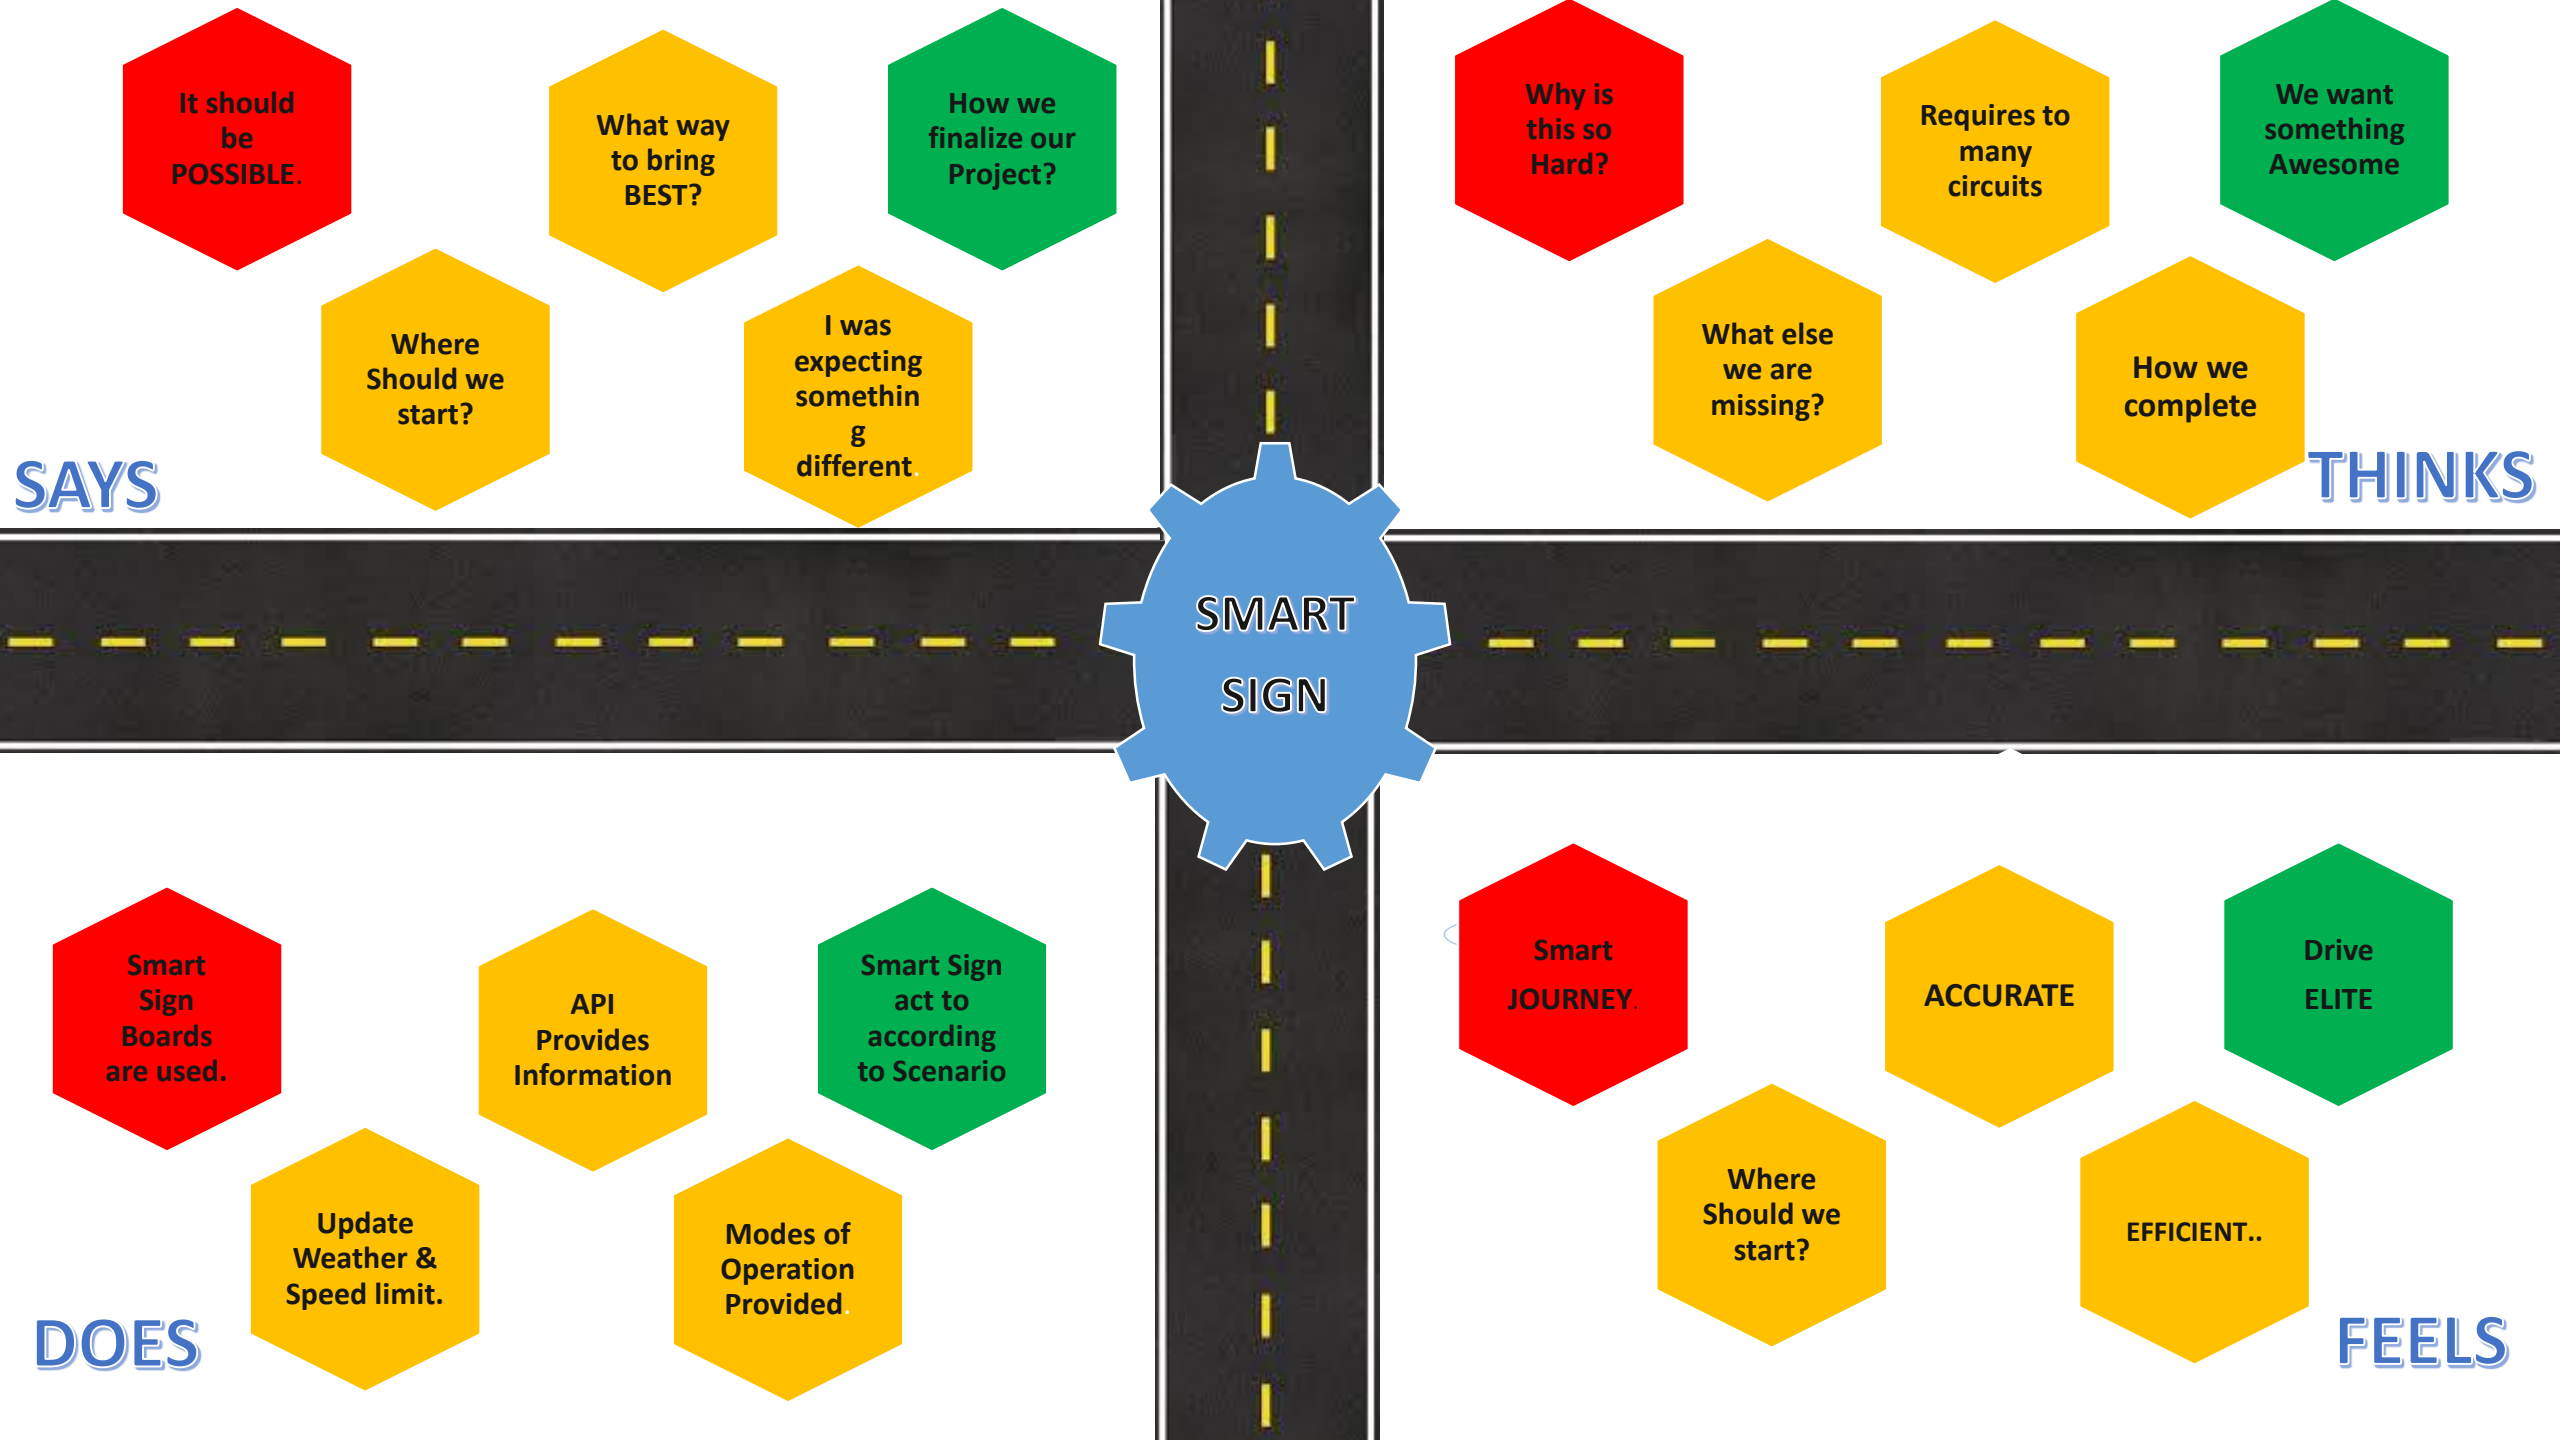 It should
be
POSSIBLE.
What way
to bring
BEST?
How we
finalize our
Project?
Where
Should we
start?
I was
expecting
somethin
g
different.
SAYS
Why is
this so
Hard?
Requires to
many
circuits
We want
something
Awesome
What else
we are
missing?
How we
complete
THINKS
SMART
SIGN
Smart
Sign
Boards
are used.
API
Provides
Information
Smart Sign
act to
according
to Scenario
Update
Weather &
Speed limit.
Modes of
Operation
Provided.
DOES
Smart
JOURNEY.
ACCURATE
Drive
ELITE
Where
Should we
start?
EFFICIENT..
FEELS